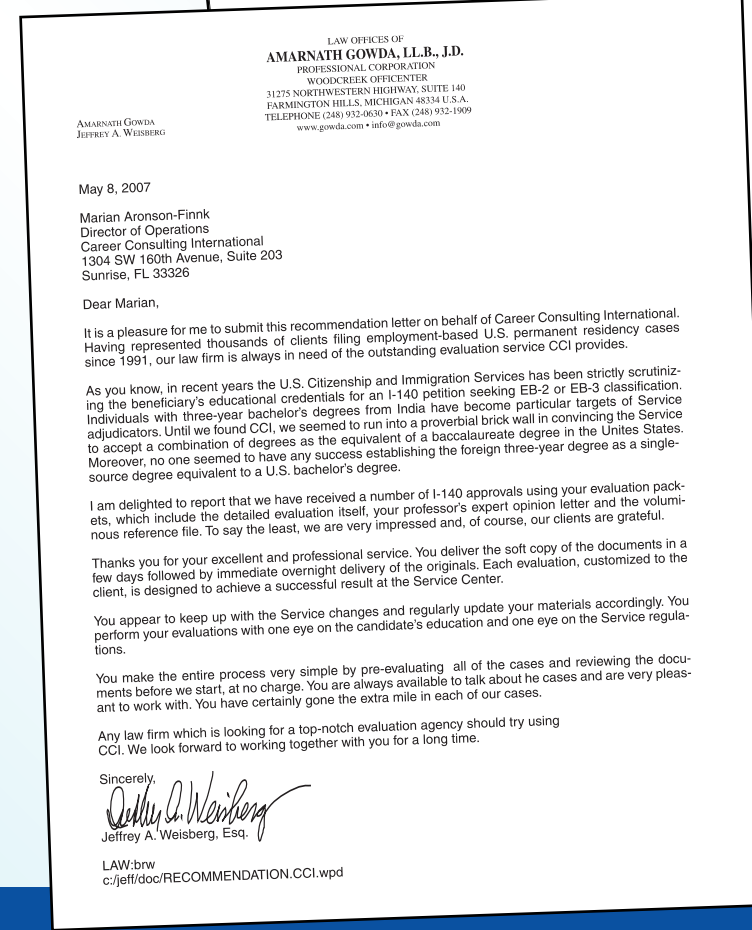 LAW OFFICES OF
AMARNATH GOWDA, LL.B., J.D.
PROFESSIONAL CORPORATION
WOODCREEK OFFICENTER
31275 NORTHWESTERN HIGHWAY, SUITE 140
FARMINGTON HILLS, MICHIGAN 48334 U.S.A.
TELEPHONE (248) 932-0630 • FAX (248) 932-1909
www.gowda.com • info@gowda.com
AMARNATH GOWDA
JEFFREY A. WEISBERG
May 8, 2007
Marian Aronson-Finnk
Director of Operations
Career Consulting International
1304 SW 160th Avenue, Suite 203
Sunrise, FL 33326
Dear Marian,
It is a pleasure for me to submit this recommendation letter on behalf of Career Consulting International.
Having represented thousands of clients filing employment-based U.S. permanent residency cases
since 1991, our law firm is always in need of the outstanding evaluation service CCI provides.
As you know, in recent years the U.S. Citizenship and Immigration Services has been strictly scrutiniz-
ing the beneficiary's educational credentials for an I-140 petition seeking EB-2 or EB-3 classification.
Individuals with three-year bachelor's degrees from India have become particular targets of Service
adjudicators. Until we found CCI, we seemed to run into a proverbial brick wall in convincing the Service
to accept a combination of degrees as the equivalent of a baccalaureate degree in the Unites States.
Moreover, no one seemed to have any success establishing the foreign three-year degree as a single-
source degree equivalent to a U.S. bachelor's degree.
I am delighted to report that we have received a number of I-140 approvals using your evaluation pack-
ets, which include the detailed evaluation itself, your professor's expert opinion letter and the volumi-
nous reference file. To say the least, we are very impressed and, of course, our clients are grateful.
Thanks you for your excellent and professional service. You deliver the soft copy of the documents in a
few days followed by immediate overnight delivery of the originals. Each evaluation, customized to the
client, is designed to achieve a successful result at the Service Center.
You appear to keep up with the Service changes and regularly update your materials accordingly. You
perform your evaluations with one eye on the candidate's education and one eye on the Service regula-
tions.
You make the entire process very simple by pre-evaluating all of the cases and reviewing the docu-
ments before we start, at no charge. You are always available to talk about he cases and are very pleas-
ant to work with. You have certainly gone the extra mile in each of our cases.
Any law firm which is looking for a top-notch evaluation agency should try using
CCI. We look forward to working together with you for a long time.
Sincerely,
Jeffrey A. Weisberg
Jeffrey A. Weisberg, Esq.
LAW:brw
c:/jeff/doc/RECOMMENDATION.CCI.wpd